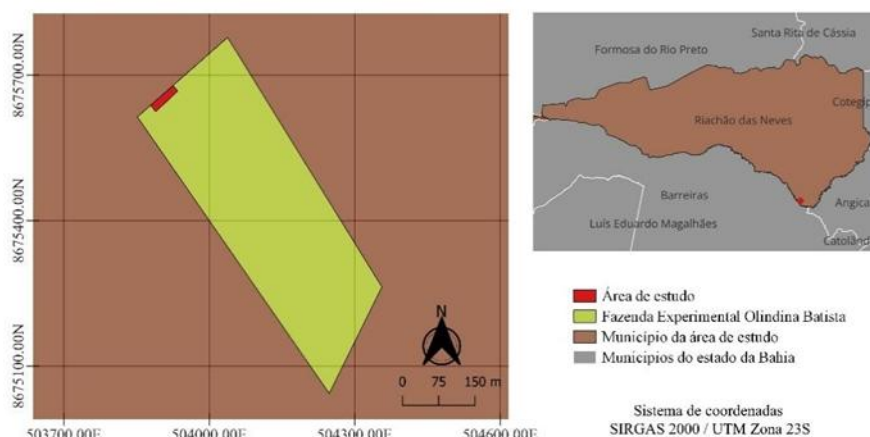 8675700.00N
8675400.00N
8675100.00N
503700.00E
504000.00E
504300.00E
504600.00E
N
0 75 150 m
Santa Rita de Cássia
Formosa do Rio Preto
Cotegip
Riachão das Neves
Barreiras
Angica
Luís Eduardo Magalhães
Catolând
Área de estudo
Fazenda Experimental Olindina Batista
Município da área de estudo
Municípios do estado da Bahia
Sistema de coordenadas
SIRGAS 2000 / UTM Zona 23S